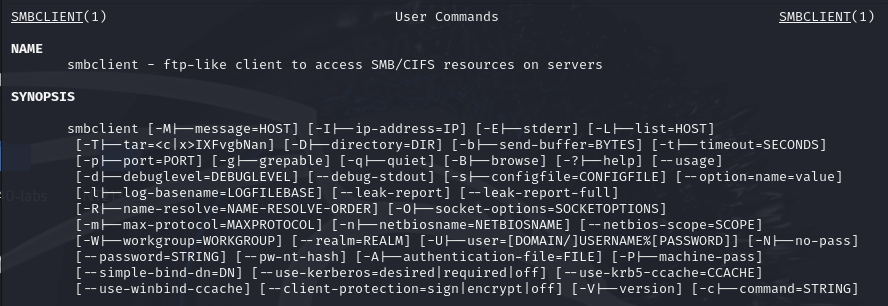 SMBCLIENT(1) User Commands SMBCLIENT(1)
NAME
smbclient - ftp-like client to access SMB/CIFS resources on servers
SYNOPSIS
smbclient [-M├──message=HOST] [-I├──ip-address=IP] [-E├──stderr] [-L├──list=HOST]
[-T├──tar=<c|x>IXFvgbNan] [-D├──directory=DIR] [-b├──send-buffer=BYTES] [-t├──timeout=SECONDS]
[-p├──port=PORT] [-g├──grepable] [-q├──quiet] [-B├──browse] [-?├──help] [--usage]
[-d├──debuglevel=DEBUGLEVEL] [--debug-stdout] [-s├──configfile=CONFIGFILE] [--option=name=value]
[-l├──log-basename=LOGFILEBASE] [--leak-report] [--leak-report-full]
[-R├──name-resolve=NAME-RESOLVE-ORDER] [-O├──socket-options=SOCKETOPTIONS]
[-m├──max-protocol=MAXPROTOCOL] [-n├──netbiosname=NETBIOSNAME] [--netbios-scope=SCOPE]
[-W├──workgroup=WORKGROUP] [--realm=REALM] [-U├──user=[DOMAIN/]USERNAME%[PASSWORD]] [-N├──no-pass]
[--password=STRING] [--pw-nt-hash] [-A├──authentication-file=FILE] [-P├──machine-pass]
[--simple-bind-dn=DN] [--use-kerberos=desired|required|off] [--use-krb5-ccache=CCACHE]
[--use-winbind-ccache] [--client-protection=sign|encrypt|off] [-V├──version] [-c├──command=STRING]